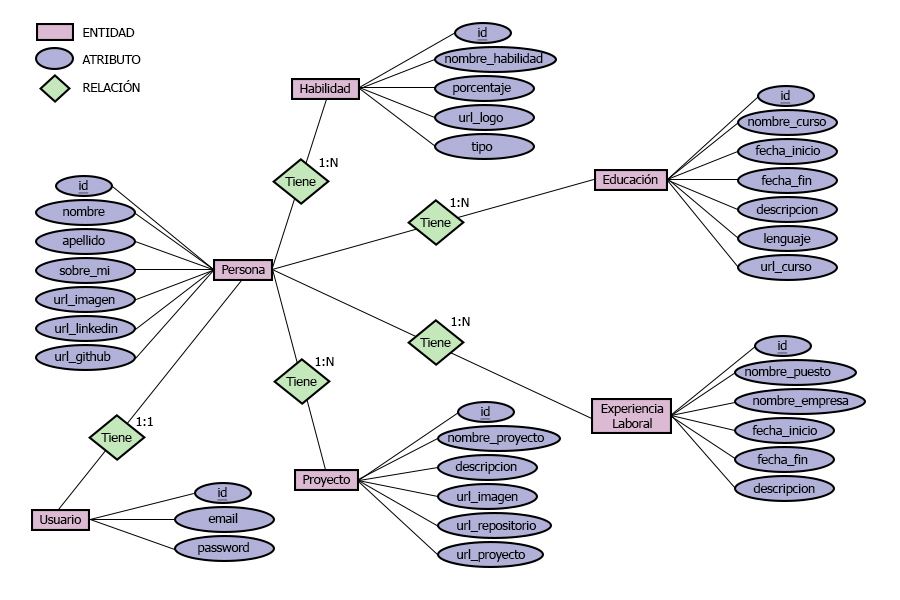 ENTIDAD
ATRIBUTO
RELACIÓN
Habilidad
id
nombre_habilidad
porcentaje
url_logo
tipo
1:N
Tiene
Educación
id
nombre_curso
fecha_inicio
fecha_fin
descripcion
lenguaje
url_curso
1:N
Tiene
id
nombre
apellido
sobre_mi
url_imagen
url_linkedin
url_github
Persona
1:N
Tiene
1:N
Tiene
Experiencia
Laboral
id
nombre_puesto
nombre_empresa
fecha_inicio
fecha_fin
descripcion
1:1
Tiene
Proyecto
id
nombre_proyecto
descripcion
url_imagen
url_repositorio
url_proyecto
Usuario
id
email
password